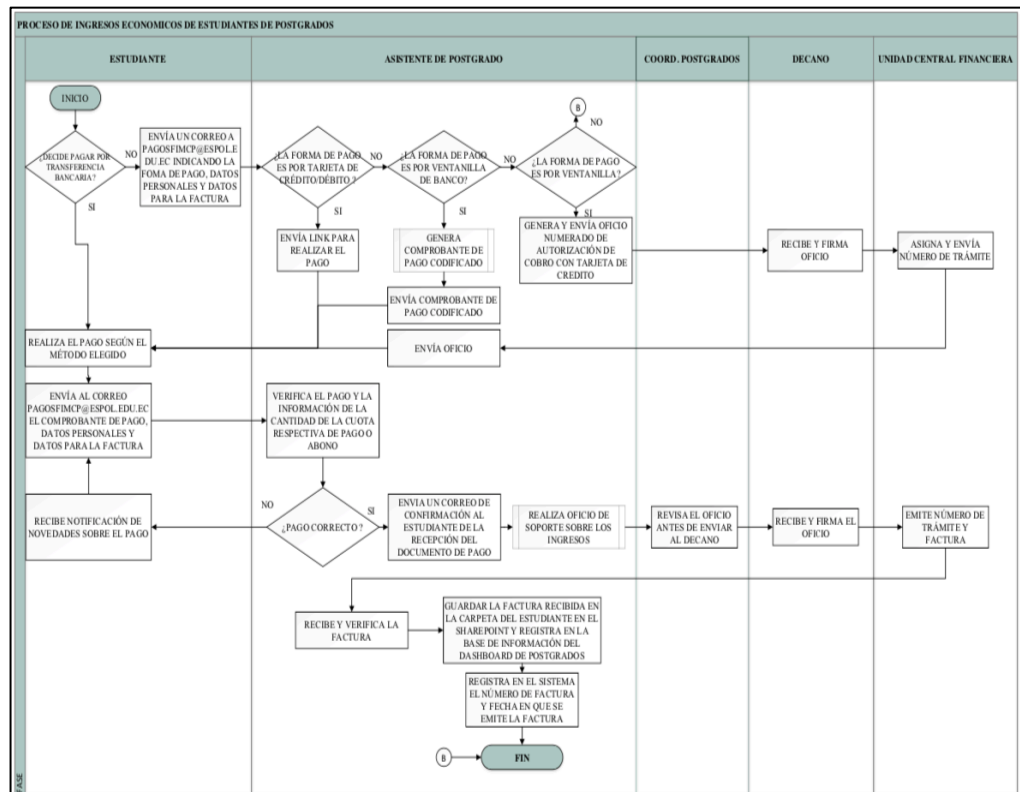 PROCESO DE INGRESOS ECONOMICOS DE ESTUDIANTES DE POSTGRADOS
ESTUDIANTE
ASISTENTE DE POSTGRADO
COORD. POSTGRADOS
DECANO
UNIDAD CENTRAL FINANCIERA
INICIO
¿DECIDE PAGAR POR
TRANSFERENCIA
BANCARIA?
NO
SI
ENVÍA UN CORREO A
PAGOSFIMCP@ESPOL.E
DU.EC INDICANDO LA
FOMA DE PAGO, DATOS
PERSONALES Y DATOS
PARA LA FACTURA
¿LA FORMA DE PAGO
ES POR TARJETA DE
CRÉDITO/DÉBITO?
NO
SI
¿LA FORMA DE PAGO
ES POR VENTANILLA
DE BANCO?
NO
SI
B
NO
¿LA FORMA DE PAGO
ES POR VENTANILLA?
SI
ENVÍA LINK PARA
REALIZAR EL
PAGO
GENERA
COMPROBANTE DE
PAGO CODIFICADO
GENERA Y ENVÍA OFICIO
NUMERADO DE
AUTORIZACIÓN DE
COBRO CON TARJETA DE
CREDITO
RECIBE Y FIRMA
OFICIO
ASIGNA Y ENVÍA
NÚMERO DE TRÁMITE
ENVÍA COMPROBANTE DE
PAGO CODIFICADO
REALIZA EL PAGO SEGÚN EL
MÉTODO ELEGIDO
ENVÍA OFICIO
ENVÍA AL CORREO
PAGOSFIMCP@ESPOL.EDU.EC
EL COMPROBANTE DE PAGO,
DATOS PERSONALES Y
DATOS PARA LA FACTURA
VERIFICA EL PAGO Y LA
INFORMACIÓN DE LA
CANTIDAD DE LA CUOTA
RESPECTIVA DE PAGO O
ABONO
RECIBE NOTIFICACIÓN DE
NOVEDADES SOBRE EL PAGO
NO
¿PAGO CORRECTO?
SI
ENVIA UN CORREO DE
CONFIRMACIÓN AL
ESTUDIANTE DE LA
RECEPCIÓN DEL
DOCUMENTO DE PAGO
REALIZA OFICIO DE
SOPORTE SOBRE LOS
INGRESOS
REVISA EL OFICIO
ANTES DE ENVIAR
AL DECANO
RECIBE Y FIRMA EL
OFICIO
EMITE NÚMERO DE
TRÁMITE Y
FACTURA
RECIBE Y VERIFICA LA
FACTURA
GUARDAR LA FACTURA RECIBIDA EN
LA CARPETA DEL ESTUDIANTE EN EL
SHAREPOINT Y REGISTRA EN LA
BASE DE INFORMACIÓN DEL
DASHBOARD DE POSTGRADOS
REGISTRA EN EL SISTEMA
EL NÚMERO DE FACTURA
Y FECHA EN QUE SE
EMITE LA FACTURA
B
FIN
FASE